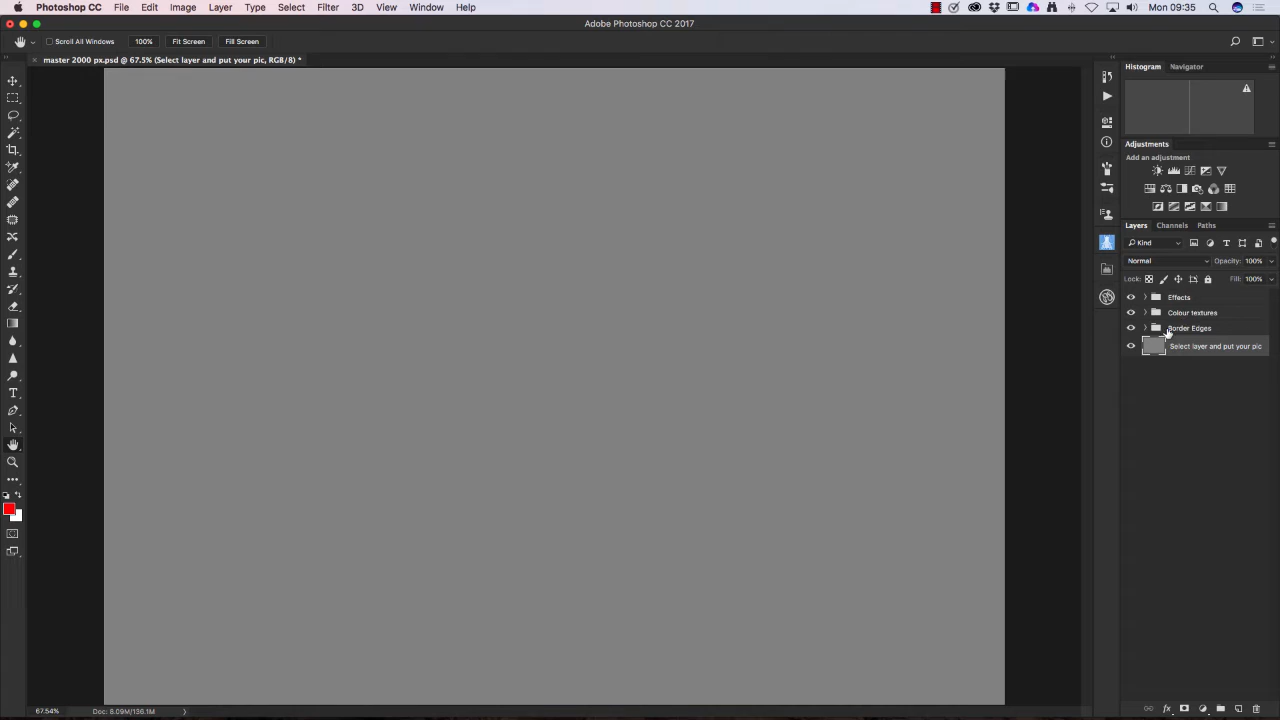 Photoshop CC File Edit Image Layer Type Select Filter 3D View Window Help Mon 09:35
Adobe Photoshop CC 2017
Scroll All Windows 100% Fit Screen Fill Screen
master 2000 px.psd @ 67.5% (Select layer and put your pic, RGB/8) *
Histogram Navigator
Adjustments
Add an adjustment
Layers Channels Paths
Kind
Normal Opacity: 100%
Lock: Fill: 100%
Effects
Colour textures
Border Edges
Select layer and put your pic
67.54% Doc: 8.09M/136.1M